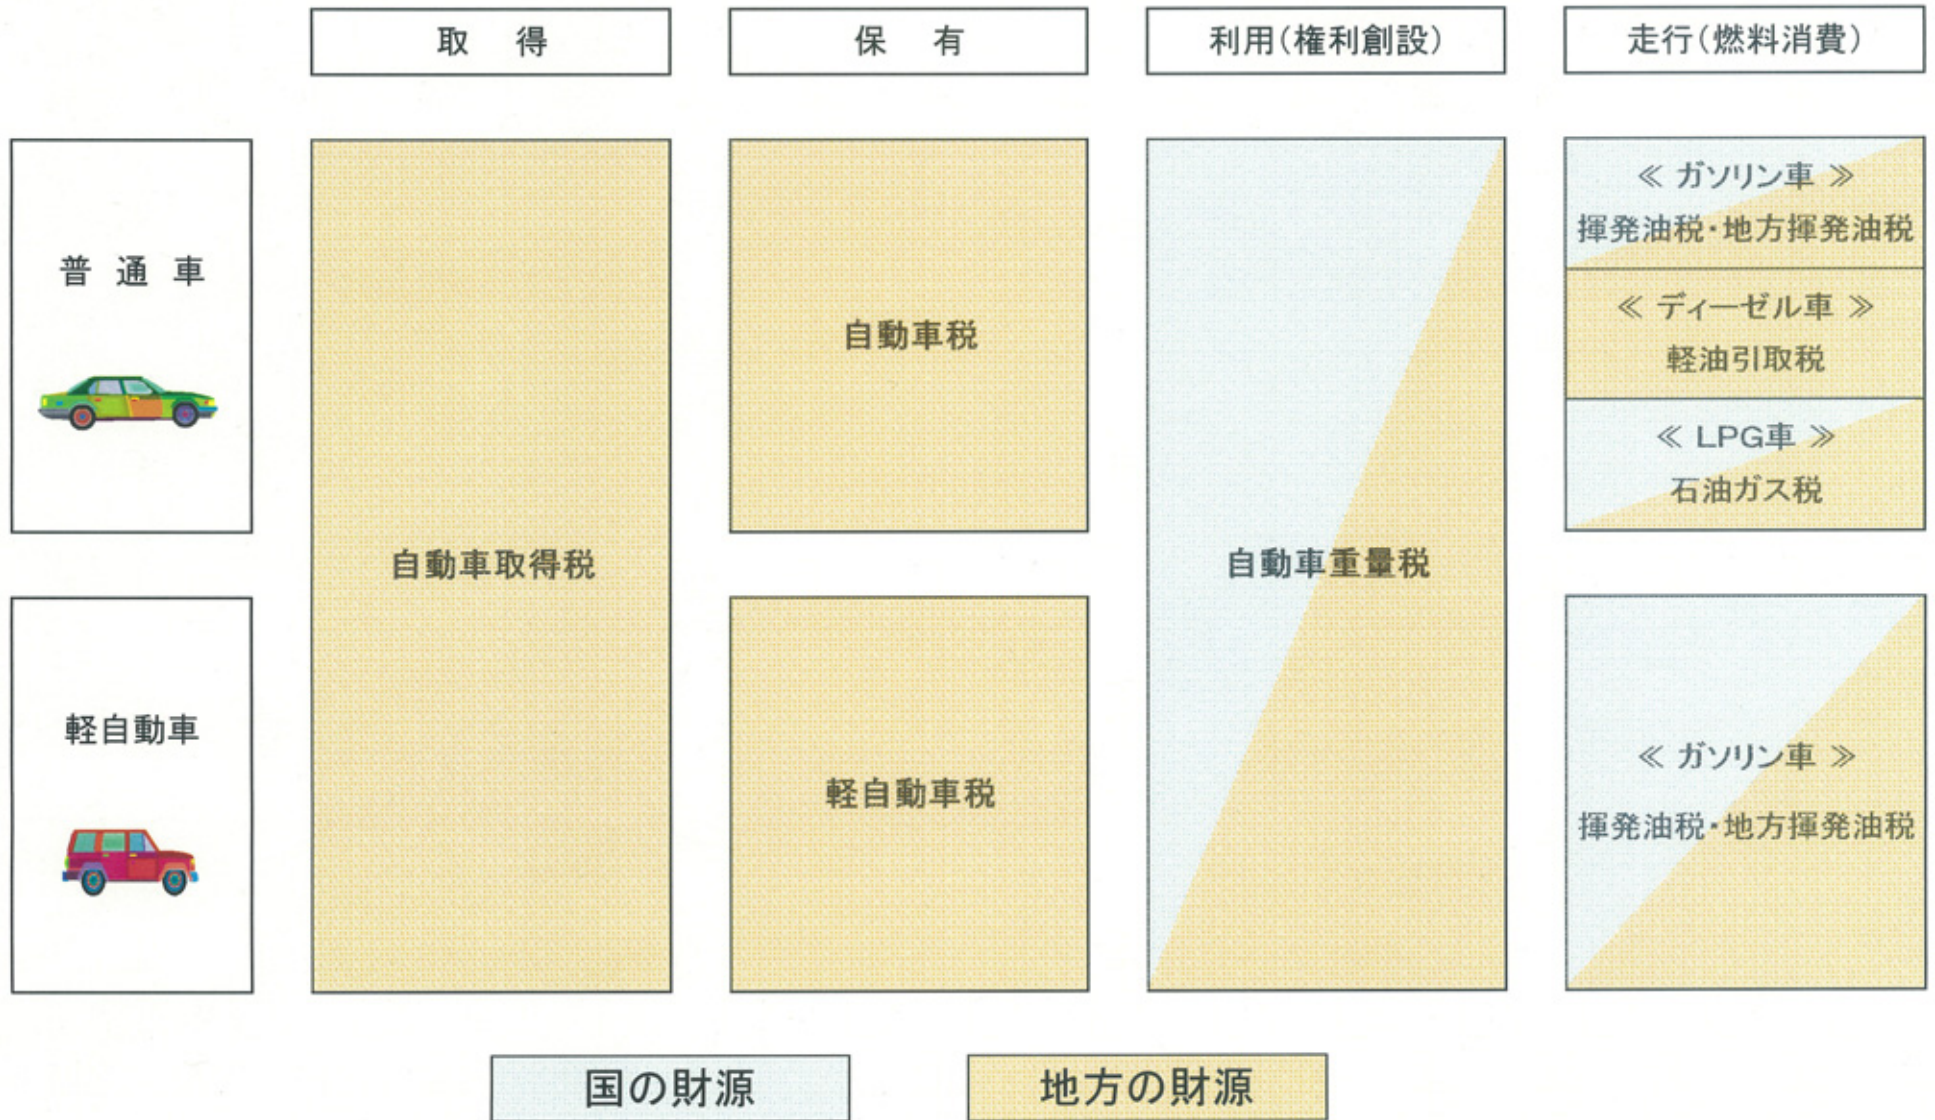 取 得
保 有
利用(権利創設)
走行(燃料消費)
普 通 車
自動車取得税
自動車税
自動車重量税
≪ ガソリン車 ≫
揮発油税・地方揮発油税
≪ ディーゼル車 ≫
軽油引取税
≪ LPG車 ≫
石油ガス税
軽自動車
軽自動車税
≪ ガソリン車 ≫
揮発油税・地方揮発油税
国の財源
地方の財源